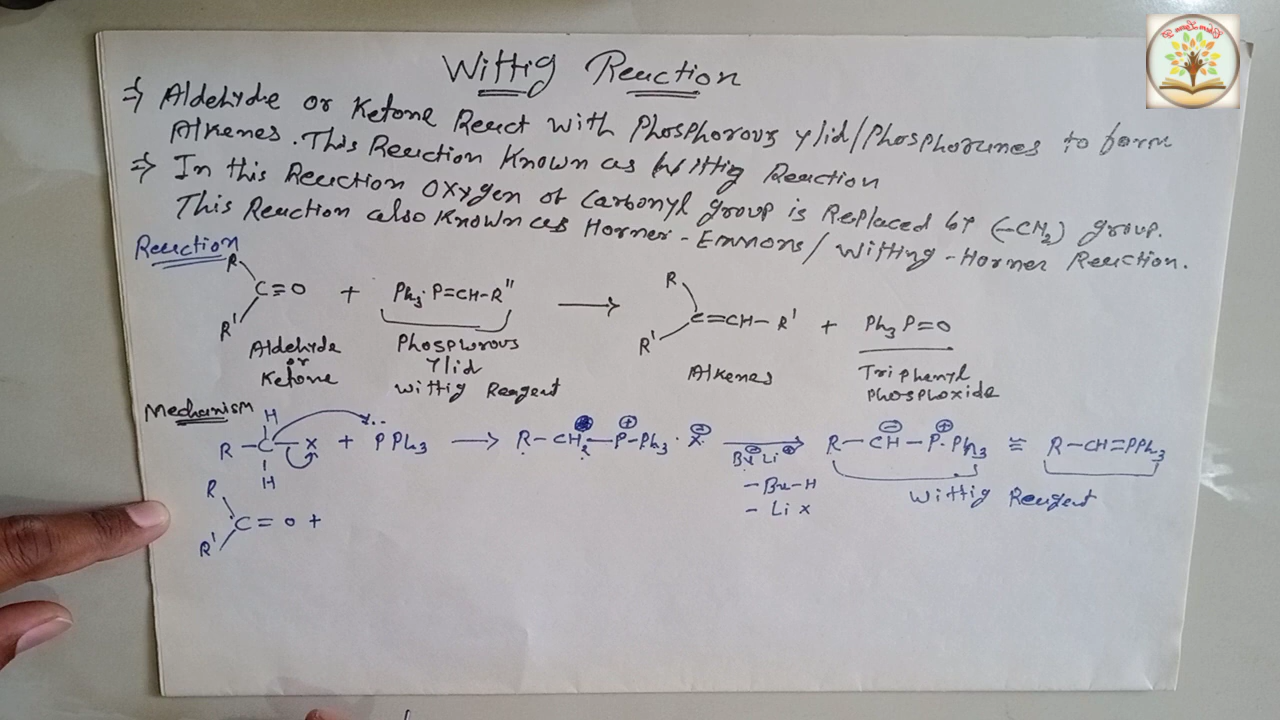 Wittig Reaction
⇒ Aldehyde or Ketone React with Phosphorous Ylid/Phosphoranes to form
Alkenes. This Reaction Known as Wittig Reaction
⇒ In this Reaction Oxygen of Carbonyl group is Replaced by (=CH₂) group.
This Reaction also Known as Horner-Emmons/Witting-Horner Reaction.
Reaction
R
C=O + Ph₃P=CH-R" ⟶ R C=CH-R' + Ph₃P=O
R' R'
Aldehyde or Ketone
Phosphorous Ylid Wittig Reagent
Alkenes
Triphenyl Phosphoxide
Mechanism
H
R-C-X + PPh₃ ⟶ R-CH₂-P⊕-Ph₃·X⊖ ⟶ R-CH⊖-P⊕·Ph₃ ≡ R-CH=PPh₃
H
Bu⊖Li⊕
-Bu-H
-Li X
Wittig Reagent
R
C=O +
R'